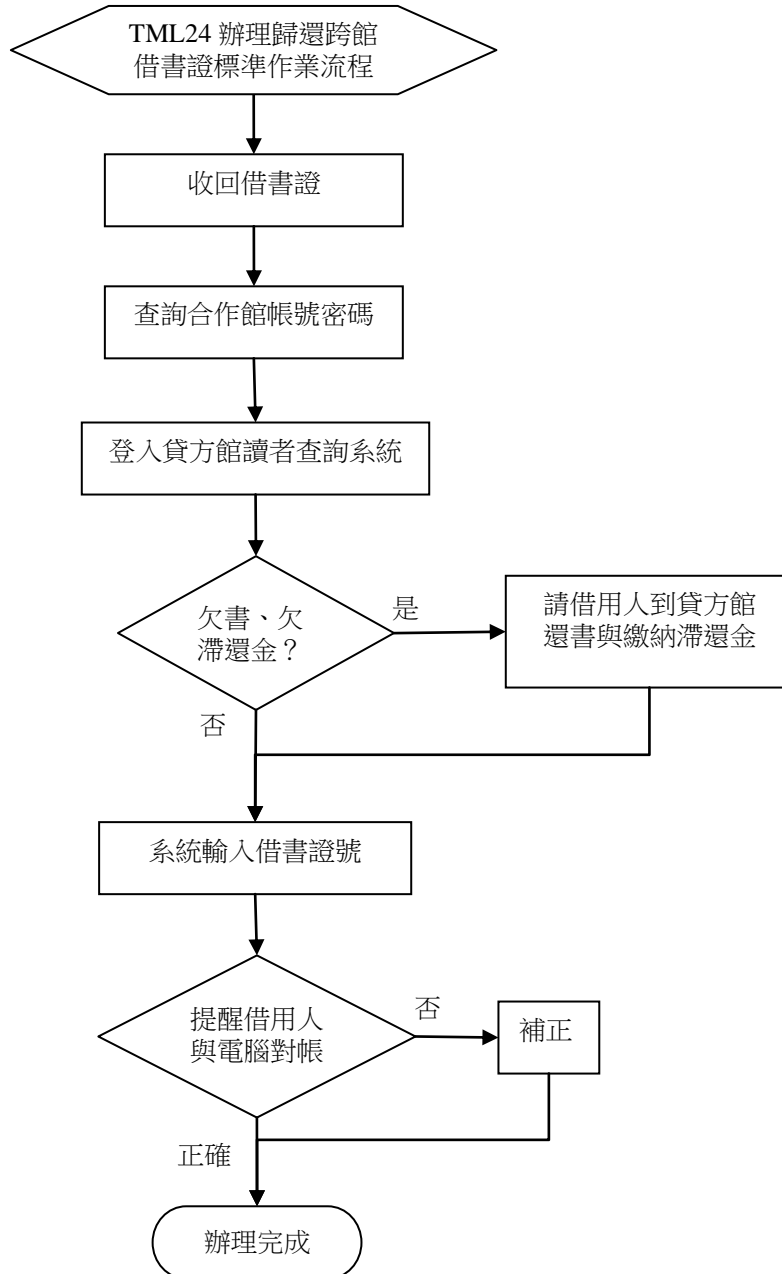 TML24 辦理歸還跨館
借書證標準作業流程
收回借書證
查詢合作館帳號密碼
登入貸方館讀者查詢系統
欠書、欠
滯還金？
是
請借用人到貸方館
還書與繳納滯還金
否
系統輸入借書證號
提醒借用人
與電腦對帳
否
補正
正確
辦理完成